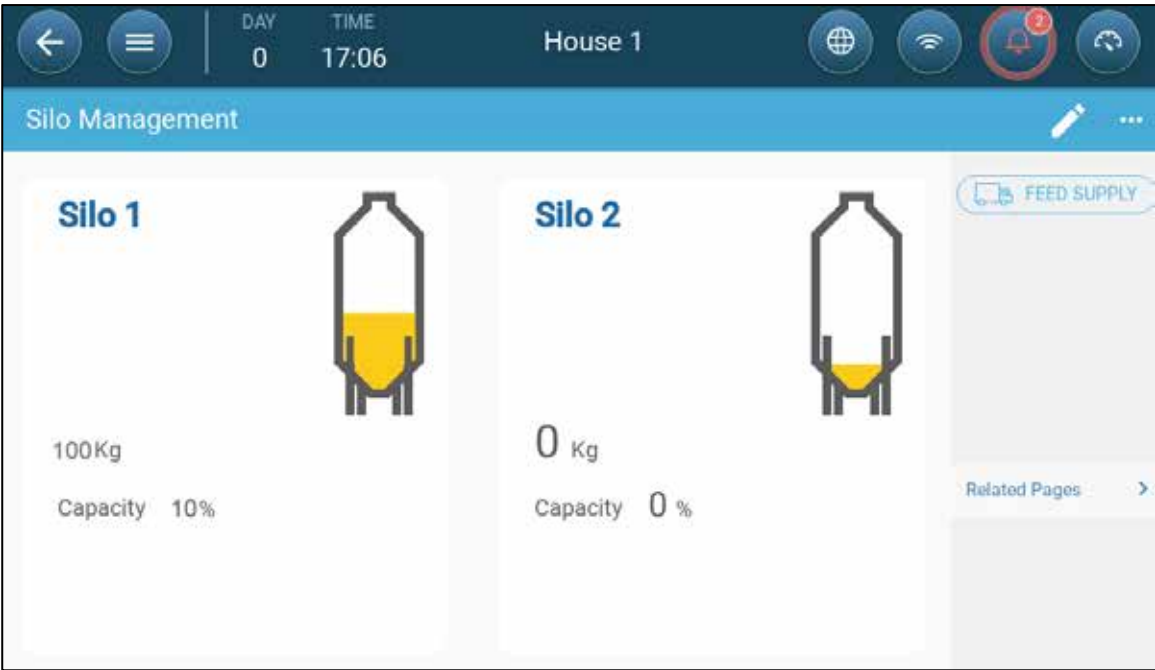 DAY TIME
0 17:06
House 1
2
Silo Management
Silo 1
100Kg
Capacity 10%
Silo 2
0 Kg
Capacity 0 %
FEED SUPPLY
Related Pages